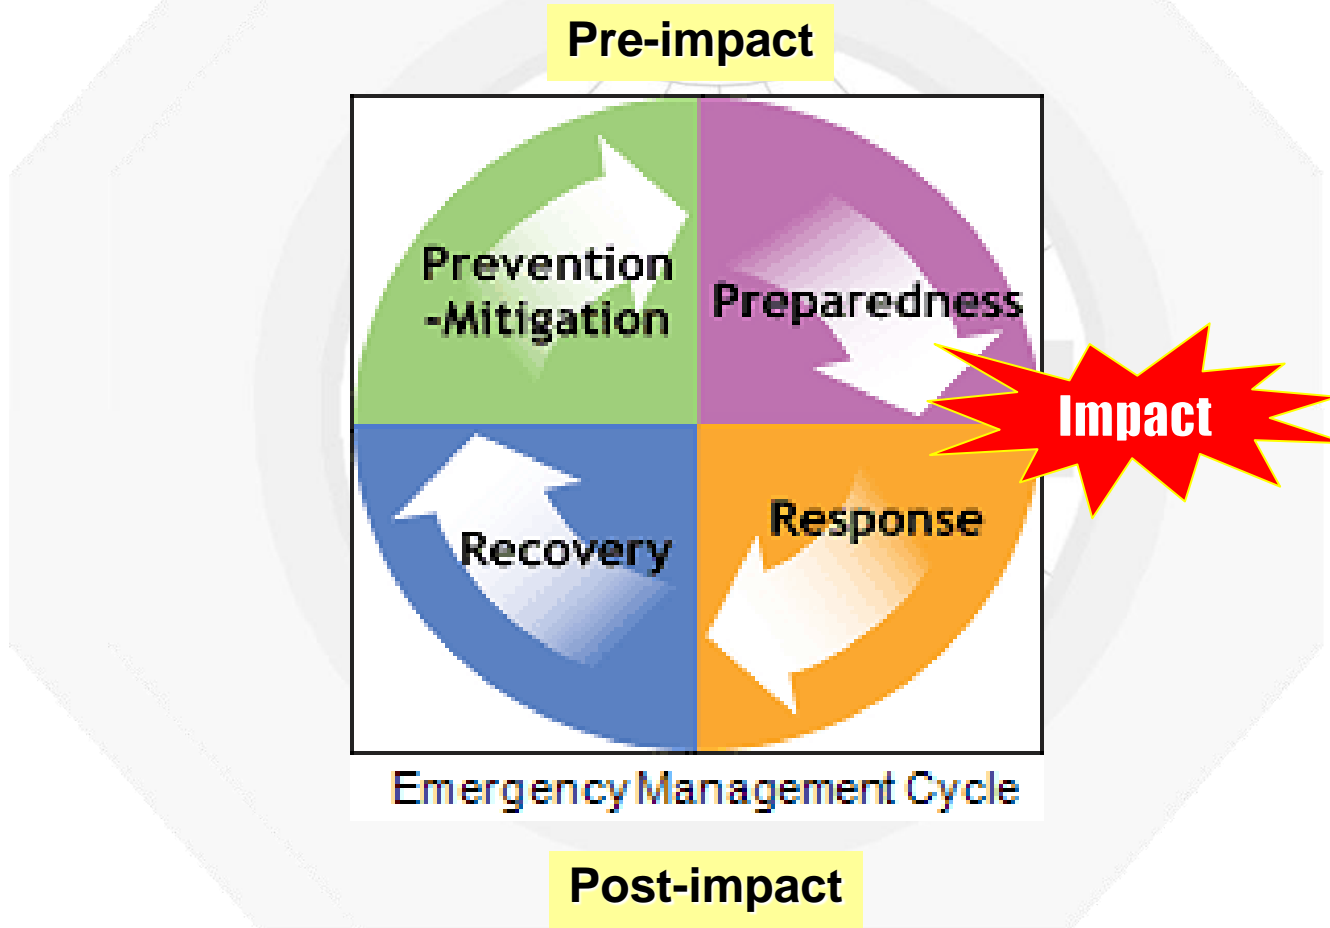 Pre-impact
Prevention
-Mitigation
Preparedness
Impact
Response
Recovery
Emergency Management Cycle
Post-impact